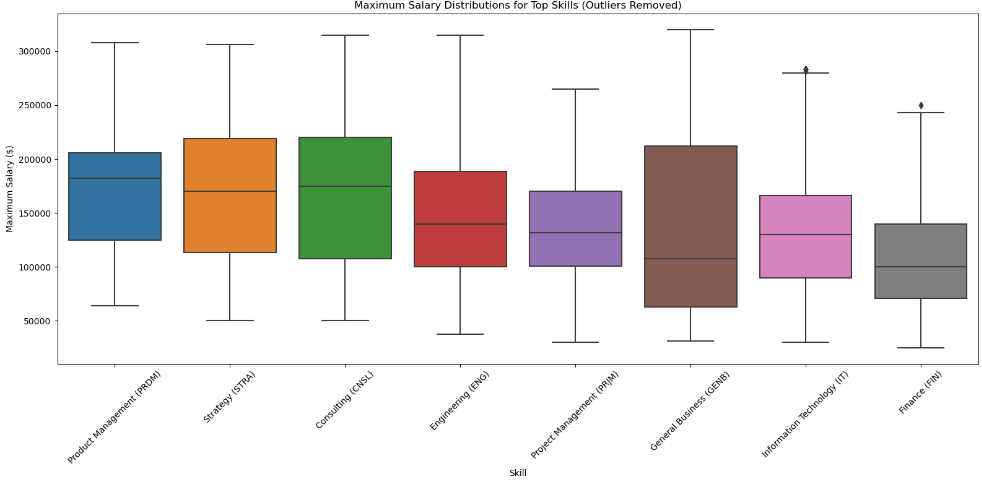 Maximum Salary Distributions for Top Skills (Outliers Removed)
Maximum Salary ($)
300000
250000
200000
150000
100000
50000
Product Management (PRDM)
Strategy (STRA)
Consulting (CNSL)
Engineering (ENG)
Project Management (PRJM)
General Business (GENB)
Information Technology (IT)
Finance (FIN)
Skill